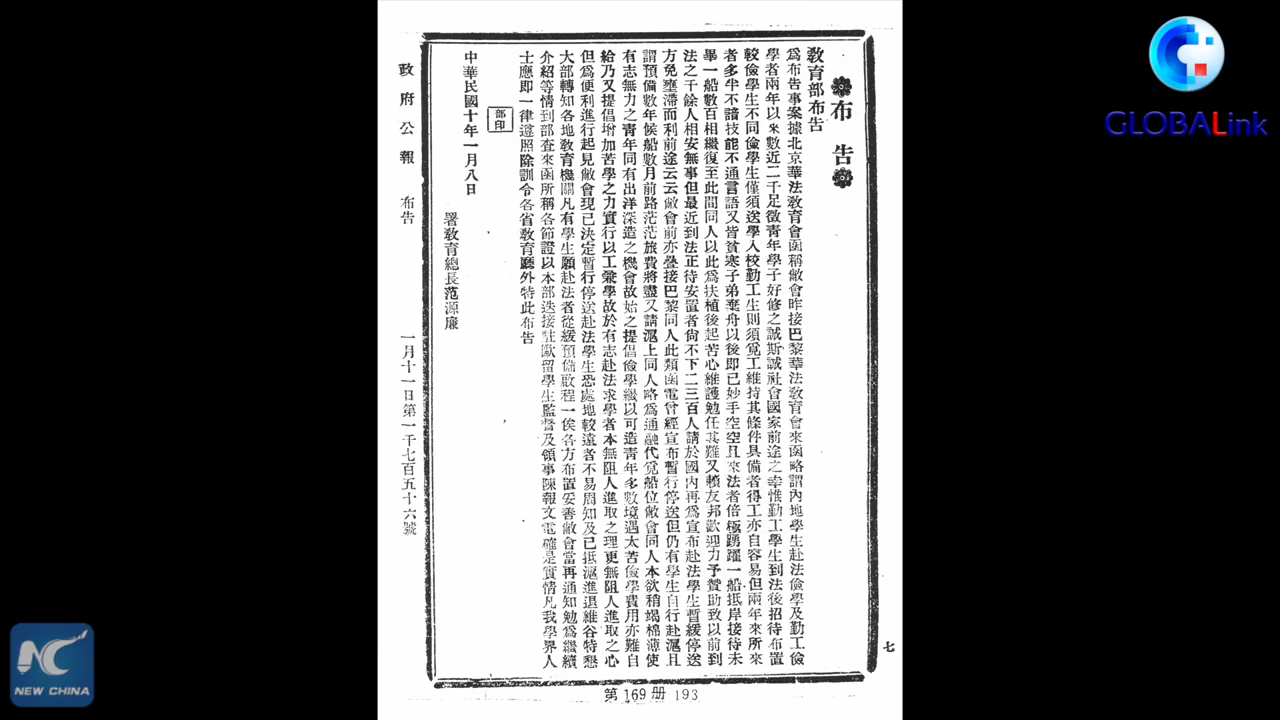 布告
教育部布告
爲布告事案據北京華法教育會函稱敝會昨接巴黎華法教育會來函略謂內地學生赴法儉學及勤工儉
學者兩年以來數近二千足徵青年學子好修之誠斯誠社會國家前途之幸惟勤工學生到法後招待布置
較儉學生不同儉學生僅須送學入校勤工生則須覓工維持其條件具備者得工亦自容易但兩年來所來
者多半不諳技能不通言語又皆貧寒子弟棄舟以後即已妙手空空且來法者倍極踴躍一船抵岸接待未
畢一船數百相繼復至此間同人以此爲扶植後起苦心維護勉任其難又賴友邦歡迎力予贊助致以前到
法之千餘人相安無事但最近到法正待安置者尙不下二三百人請於國內再爲宣布赴法學生暫緩停送
方免壅滯而利前途云云敝會前亦疊接巴黎同人此類函電曾經宣布暫行停送但仍有學生自行赴滬且
謂預備數年候船數月前路茫茫旅費將盡又請滬上同人略爲通融代覓船位敝會同人本欲稍竭棉薄使
有志無力之青年同有出洋深造之機會故始之提倡儉學繼以可造青年多數境遇太苦儉學費用亦難自
給乃又提倡增加苦學之力實行以工兼學故於有志赴法求學者本無阻人進取之理更無阻人進取之心
但爲便利進行起見敝會現已決定暫行停送赴法學生恐處地較遠者不易周知及已抵滬進退維谷特懇
大部轉知各地教育機關凡有學生願赴法者從緩預備啟程一俟各方布置妥善敝會當再通知勉爲繼續
介紹等情到部查來函所稱各節證以本部迭接駐歐留學生監督及領事陳報文電確是實情凡我學界人
士應即一律遵照除訓令各省教育廳外特此布告
部印
中華民國十年一月八日
署教育總長范源廉
政府公報 布告 一月十一日第一千七百五十六號
七
第169册 193
GLOBALink
NEW CHINA